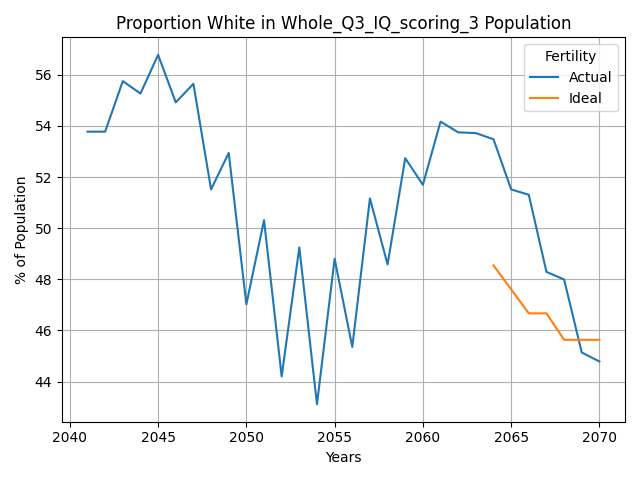 Proportion White in Whole_Q3_IQ_scoring_3 Population
Fertility
Actual
Ideal
% of Population
56
54
52
50
48
46
44
2040
2045
2050
2055
2060
2065
2070
Years